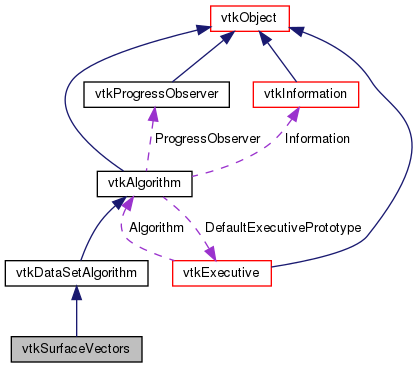 vtkObject
vtkProgressObserver
vtkInformation
ProgressObserver
Information
vtkAlgorithm
Algorithm
DefaultExecutivePrototype
vtkDataSetAlgorithm
vtkExecutive
vtkSurfaceVectors